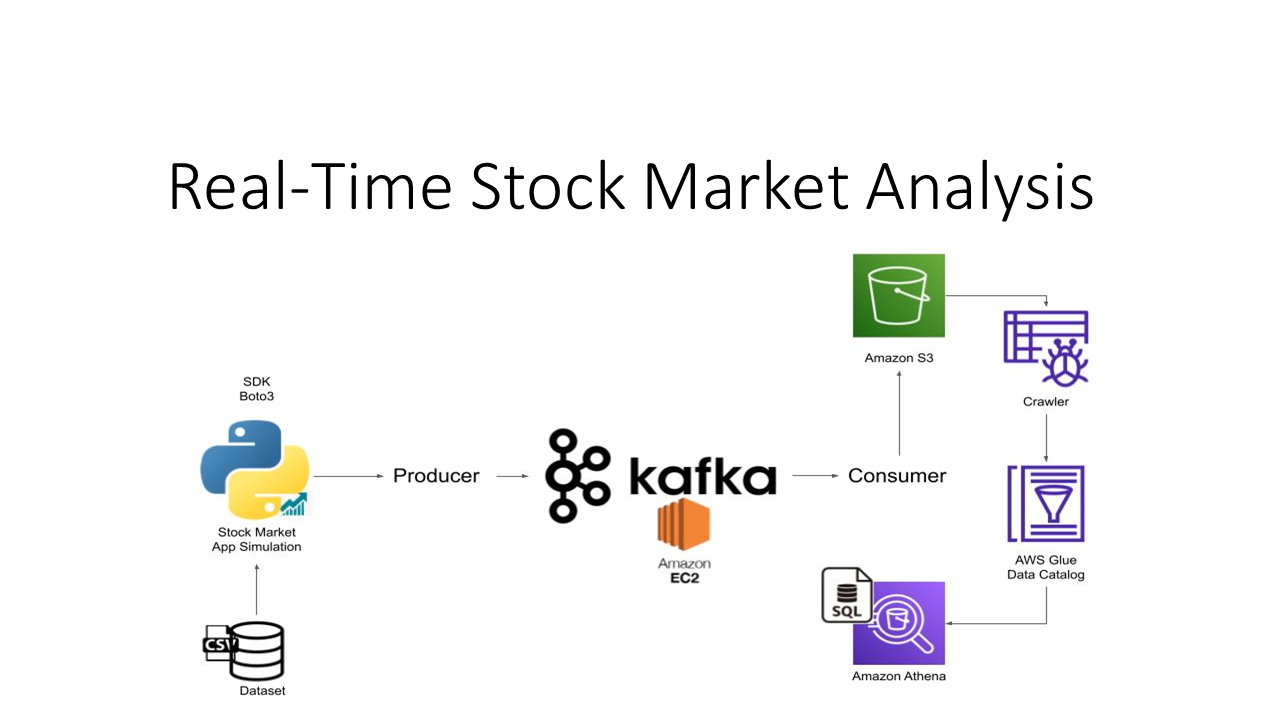 Real-Time Stock Market Analysis
Amazon S3
Crawler
SDK
Boto3
Stock Market
App Simulation
Producer
kafka
Amazon
EC2
Consumer
AWS Glue
Data Catalog
CSV
Dataset
SQL
Amazon Athena